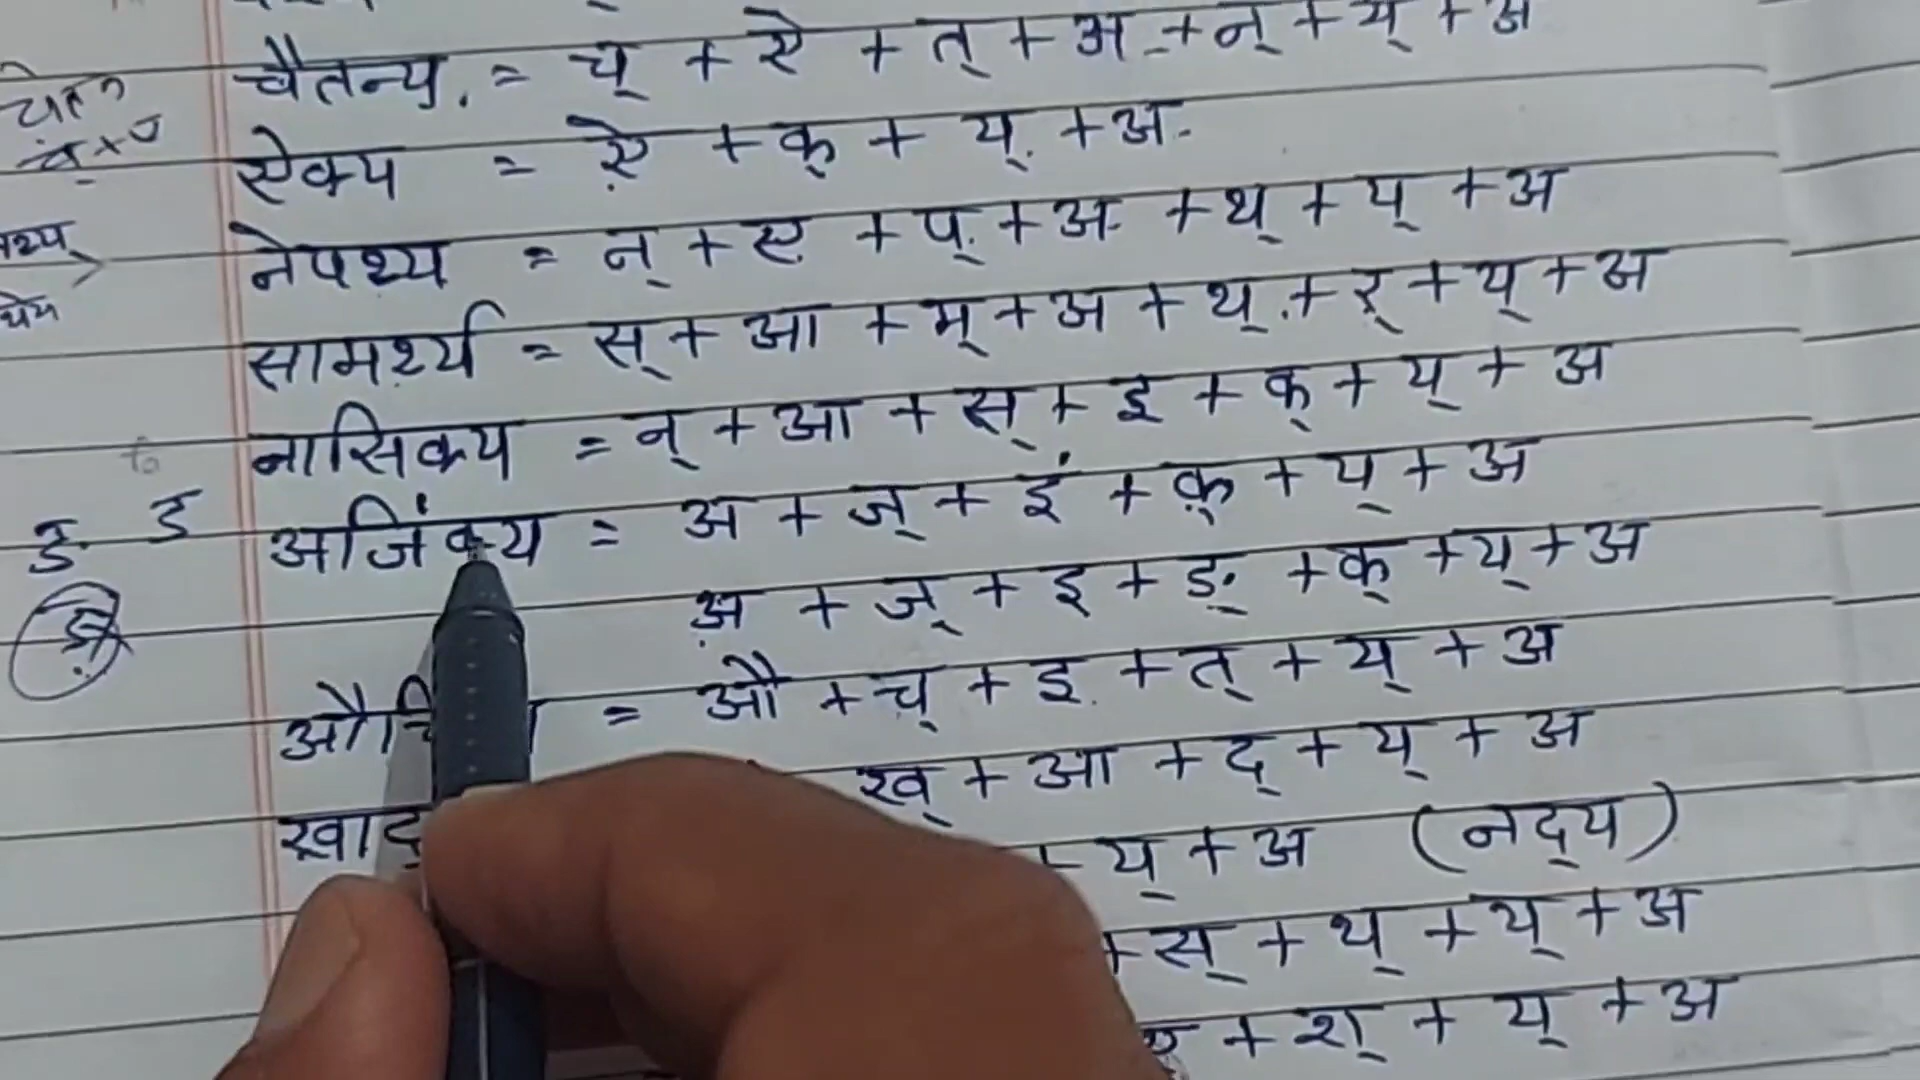 चैतन्य = च् + ऐ + त् + अ + न् + य् + अ
ऐक्य = ऐ + क् + य् + अ
नेपथ्य = न् + ए + प् + अ + थ् + य् + अ
सामर्थ्य = स् + आ + म् + अ + थ् + र् + य् + अ
नासिक्य = न् + आ + स् + इ + क् + य् + अ
अजिंक्य = अ + ज् + इं + क् + य् + अ
अ + ज् + इ + ङ् + क् + य् + अ
= औ + च् + इ + त् + य् + अ
ख् + आ + द् + य् + अ
+ य् + अ (नद्य)
+ स् + थ् + य् + अ
+ श् + य् + अ